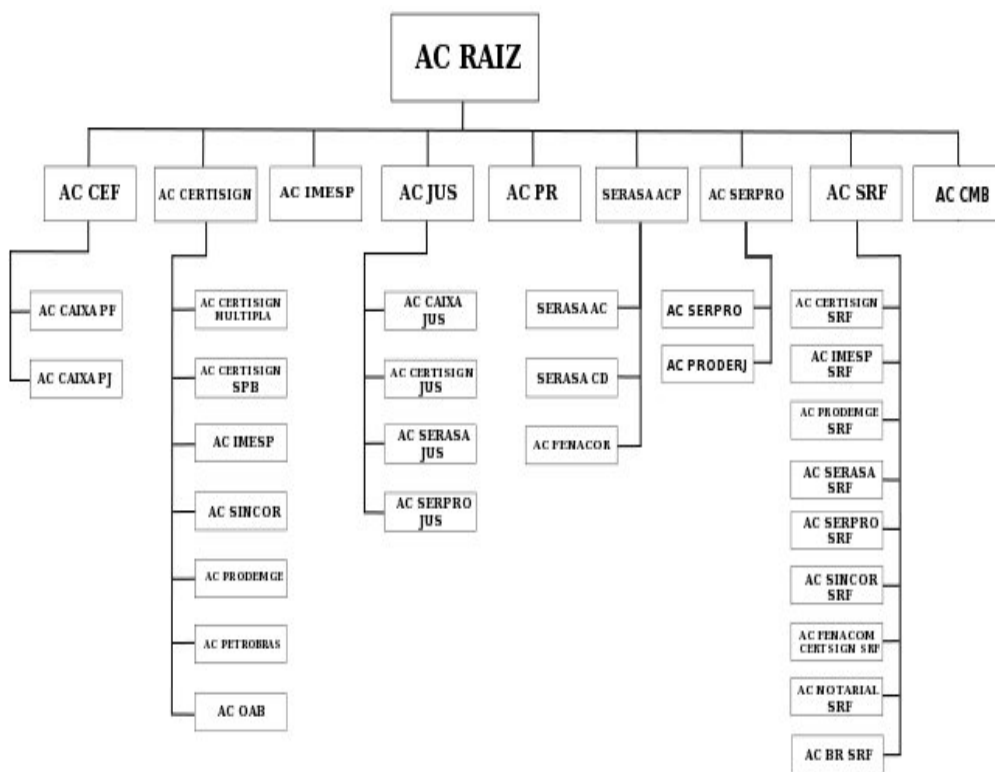 AC RAIZ
AC CEF
AC CERTISIGN
AC IMESP
AC JUS
AC PR
SERASA ACP
AC SERPRO
AC SRF
AC CMB
AC CAIXA PF
AC CAIXA PJ
AC CERTISIGN
MULTIPLA
AC CERTISIGN
SPB
AC IMESP
AC SINCOR
AC PRODEMGE
AC PETROBRAS
AC OAB
AC CAIXA
JUS
AC CERTISIGN
JUS
AC SERASA
JUS
AC SERPRO
JUS
SERASA AC
SERASA CD
AC FENACOR
AC SERPRO
AC PRODERJ
AC CERTISIGN
SRF
AC IMESP
SRF
AC PRODEMGE
SRF
AC SERASA
SRF
AC SERPRO
SRF
AC SINCOR
SRF
AC FENACOM
CERTSIGN SRF
AC NOTARIAL
SRF
AC BR SRF